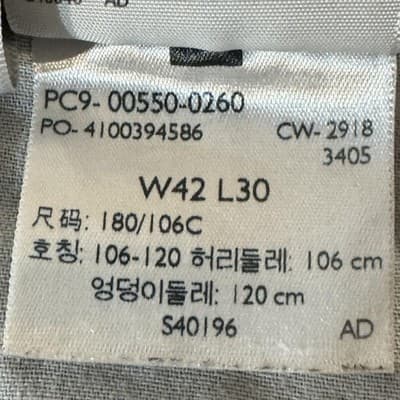 AD
PC9- 00550-0260
PO- 4100394586 CW- 2918
3405
W42 L30
尺码: 180/106C
호칭: 106-120 허리둘레: 106 cm
엉덩이둘레: 120 cm
S40196 AD